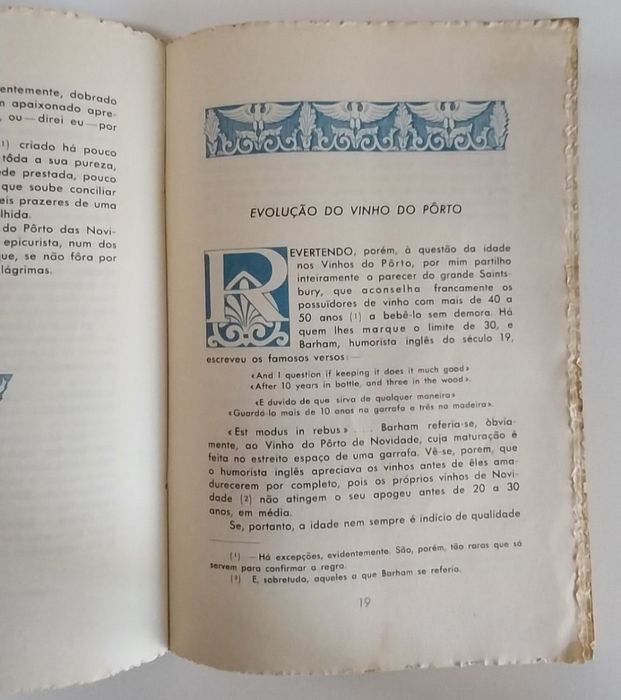 entemente, dobrado
apaixonado apre-
, ou—direi eu—por
1) criado há pouco
tôda a sua pureza,
de prestada, pouco
que soube conciliar
eis prazeres de uma
lhida.
do Pôrto das Novi-
epicurista, num dos
ue, se não fôra por
lágrimas.
EVOLUÇÃO DO VINHO DO PÔRTO
REVERTENDO, porém, à questão da idade
nos Vinhos do Pôrto, por mim partilho
inteiramente o parecer do grande Saints-
bury, que aconselha francamente os
possuïdores de vinho com mais de 40 a
50 anos (1) a bebê-lo sem demora. Há
quem lhes marque o limite de 30, e
Barham, humorista inglês do século 19,
escreveu os famosos versos:—
«And I question if keeping it does it much good»
«After 10 years in bottle, and three in the wood».
«E duvido de que sirva de qualquer maneira»
«Guardá-lo mais de 10 anos na garrafa e três na madeira».
«Est modus in rebus» . . . Barham referia-se, òbvia-
mente, ao Vinho do Pôrto de Novidade, cuja maturação é
feita no estreito espaço de uma garrafa. Vê-se, porem, que
o humorista inglês apreciava os vinhos antes de êles ama-
durecerem por completo, pois os próprios vinhos de Novi-
dade (2) não atingem o seu apogeu antes de 20 a 30
anos, em média.
Se, portanto, a idade nem sempre é indício de qualidade
(1) — Há excepções, evidentemente. São, porém, tão raras que só
servem para confirmar a regra.
(2) E, sobretudo, aqueles a que Barham se referia.
19